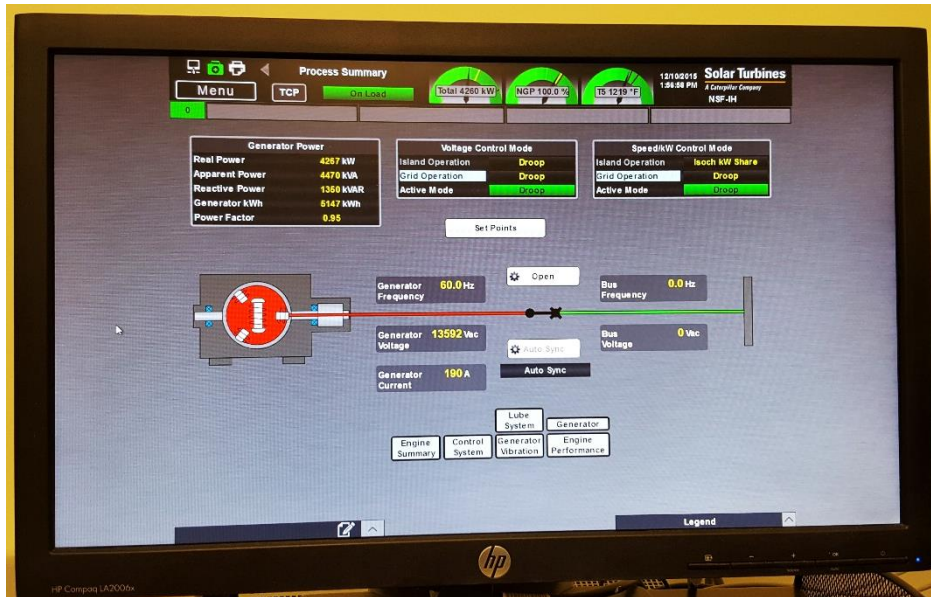 Process Summary
Menu
TCP
On Load
Total 4260 kW
NGP 100.0 %
T5 1219 °F
12/10/2015
1:56:58 PM
Solar Turbines
A Caterpillar Company
NSF-IH
0
Generator Power
Real Power 4267 kW
Apparent Power 4470 kVA
Reactive Power 1350 kVAR
Generator kWh 5147 kWh
Power Factor 0.95
Voltage Control Mode
Island Operation Droop
Grid Operation Droop
Active Mode Droop
Speed/kW Control Mode
Island Operation Isoch kW Share
Grid Operation Droop
Active Mode Droop
Set Points
Generator Frequency 60.0 Hz
Open
Bus Frequency 0.0 Hz
Generator Voltage 13592 Vac
Auto Sync
Bus Voltage 0 Vac
Generator Current 190 A
Auto Sync
Lube System
Generator
Engine Summary
Control System
Generator Vibration
Engine Performance
Legend
hp
HP Compaq LA2006x